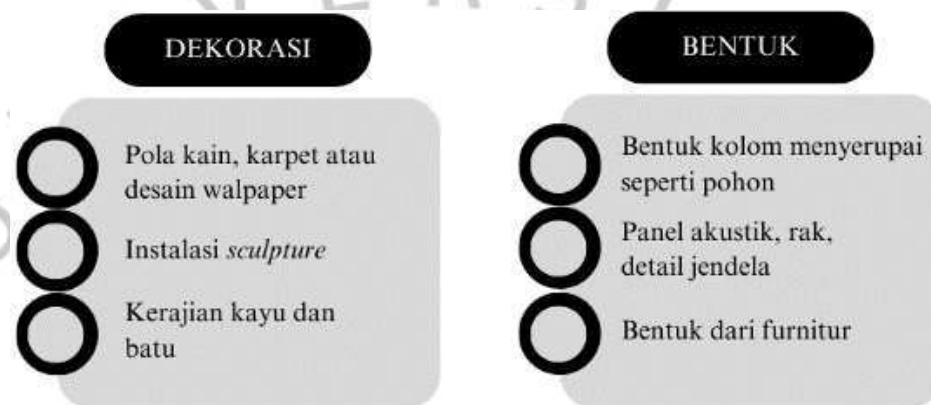 DEKORASI
Pola kain, karpet atau
desain walpaper
Instalasi sculpture
Kerajian kayu dan
batu
BENTUK
Bentuk kolom menyerupai
seperti pohon
Panel akustik, rak,
detail jendela
Bentuk dari furnitur